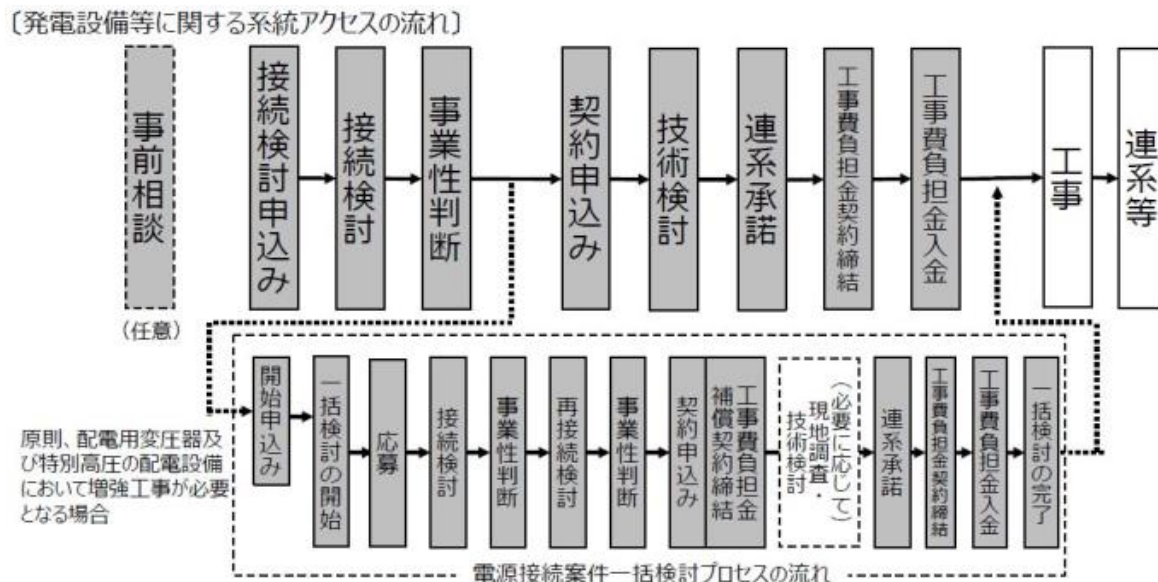 〔発電設備等に関する系統アクセスの流れ〕
事前相談
(任意)
接続検討申込み
接続検討
事業性判断
契約申込み
技術検討
連系承諾
工事費負担金契約締結
工事費負担金入金
工事
連系等
原則、配電用変圧器及
び特別高圧の配電設備
において増強工事が必要
となる場合
開始申込み
一括検討の開始
応募
接続検討
事業性判断
再接続検討
事業性判断
契約申込み
工事費負担金
補償契約締結
(必要に応じて)
現地調査・
技術検討
連系承諾
工事費負担金契約締結
工事費負担金入金
一括検討の完了
電源接続案件一括検討プロセスの流れ